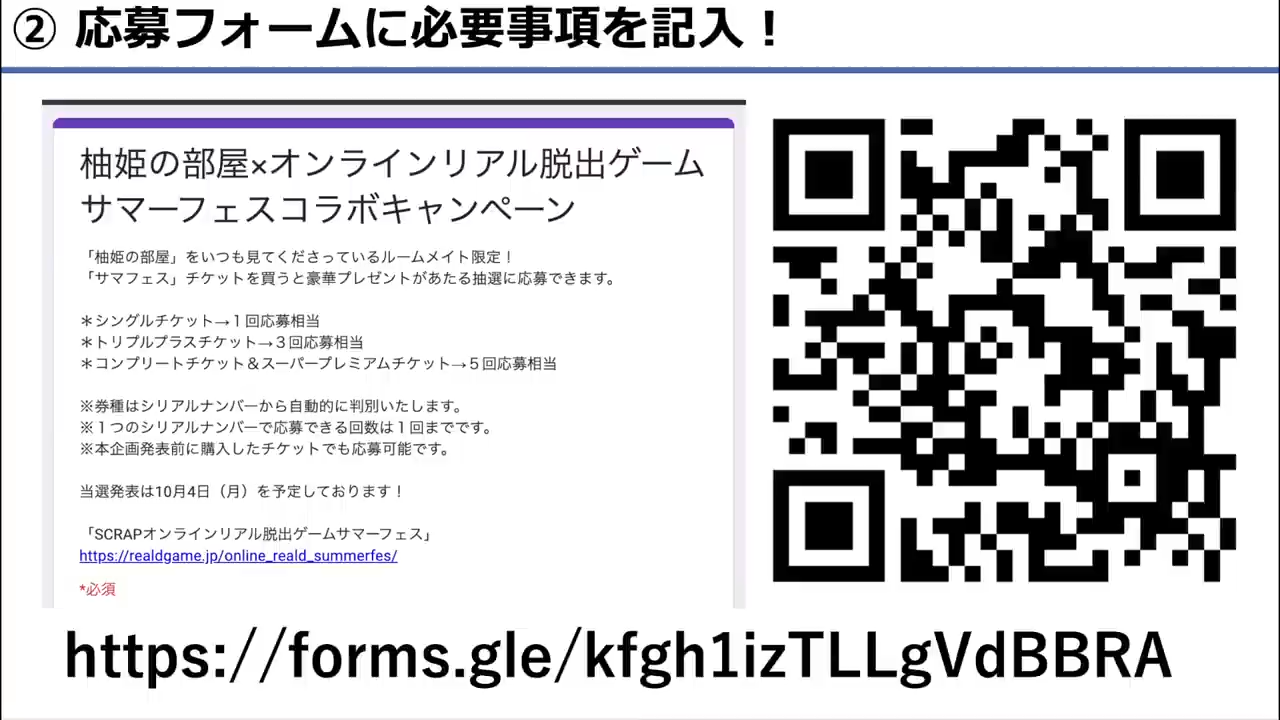 ② 応募フォームに必要事項を記入！
柚姫の部屋×オンラインリアル脱出ゲーム
サマーフェスコラボキャンペーン
「柚姫の部屋」をいつも見てくださっているルームメイト限定！
「サマフェス」チケットを買うと豪華プレゼントがあたる抽選に応募できます。
＊シングルチケット→１回応募相当
＊トリプルプラスチケット→３回応募相当
＊コンプリートチケット＆スーパープレミアムチケット→５回応募相当
※券種はシリアルナンバーから自動的に判別いたします。
※１つのシリアルナンバーで応募できる回数は１回までです。
※本企画発表前に購入したチケットでも応募可能です。
当選発表は10月4日（月）を予定しております！
「SCRAPオンラインリアル脱出ゲームサマーフェス」
https://realdgame.jp/online_reald_summerfes/
*必須
https://forms.gle/kfgh1izTLLgVdBBRA